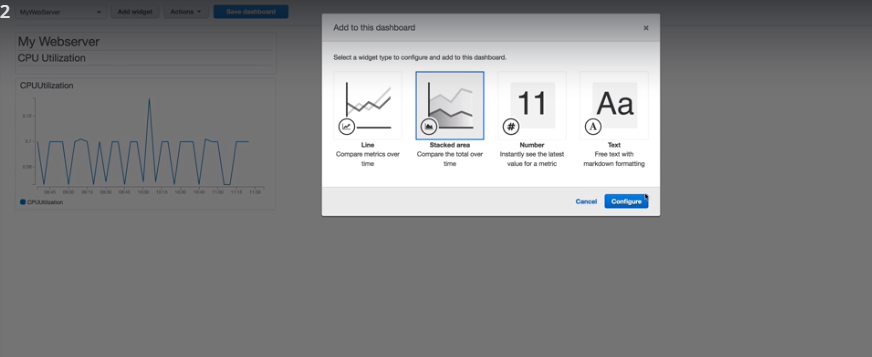 2
MyWebServer
Add widget
Actions
Save dashboard
My Webserver
CPU Utilization
CPUUtilization
0.1
CPUUtilization
Add to this dashboard
×
Select a widget type to configure and add to this dashboard.
Line
Compare metrics over
time
Stacked area
Compare the total over
time
11
#
Number
Instantly see the latest
value for a metric
Aa
A
Text
Free text with
markdown formatting
Cancel
Configure